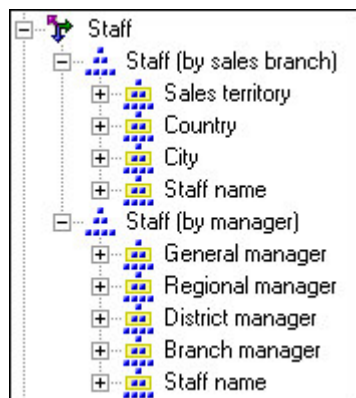 Staff
Staff (by sales branch)
Sales territory
Country
City
Staff name
Staff (by manager)
General manager
Regional manager
District manager
Branch manager
Staff name